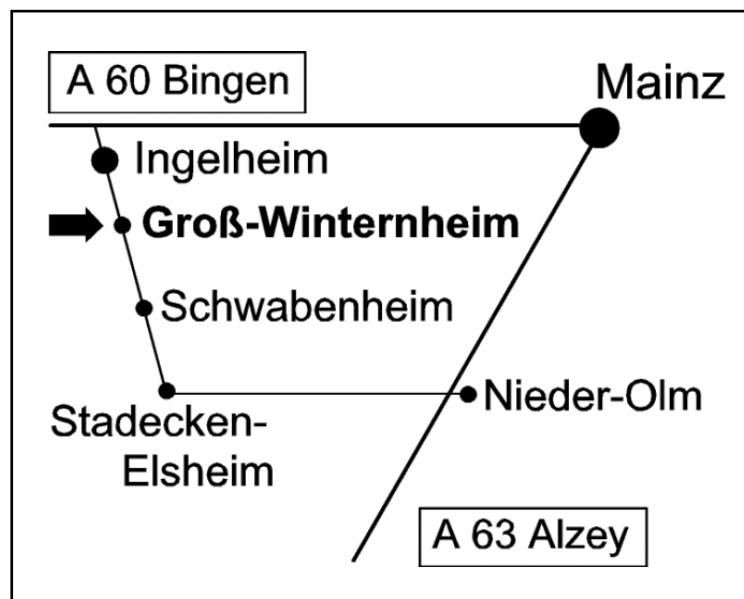 A 60 Bingen
Mainz
Ingelheim
Groß-Winternheim
Schwabenheim
Stadecken-
Elsheim
Nieder-Olm
A 63 Alzey